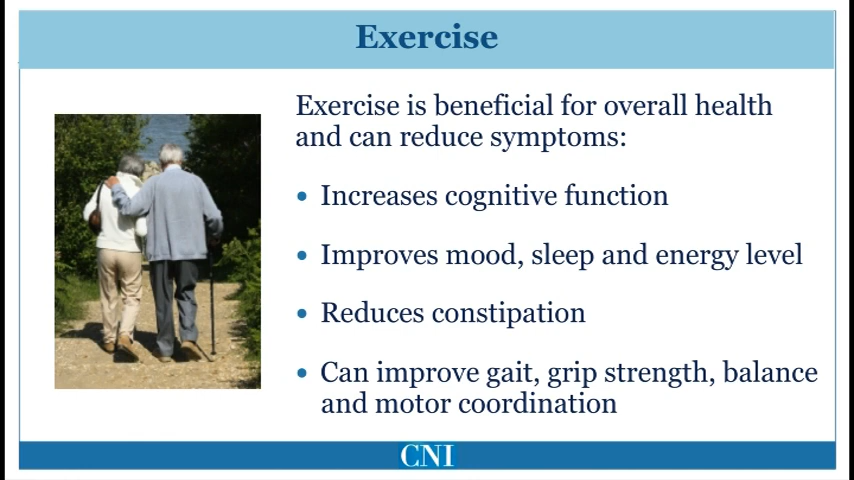 Exercise
Exercise is beneficial for overall health
and can reduce symptoms:
• Increases cognitive function
• Improves mood, sleep and energy level
• Reduces constipation
• Can improve gait, grip strength, balance
and motor coordination
CNI